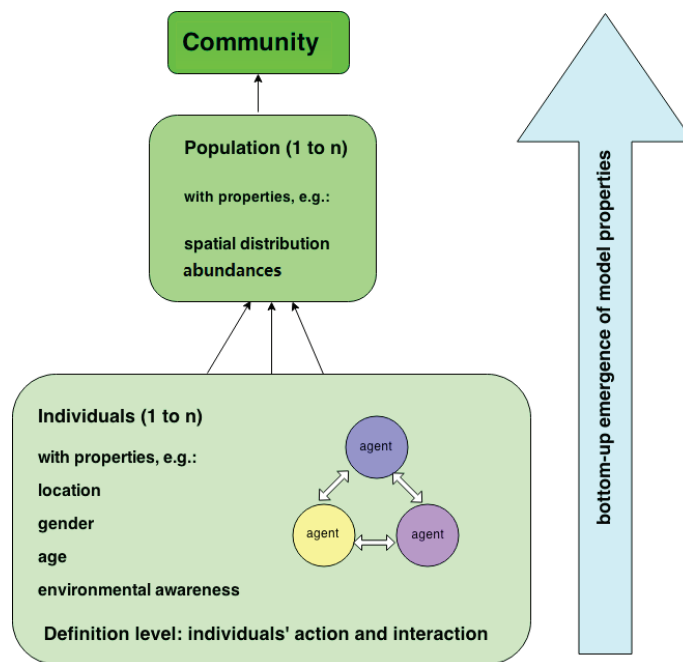 Community
Population (1 to n)
with properties, e.g.:
spatial distribution
abundances
Individuals (1 to n)
with properties, e.g.:
location
gender
age
environmental awareness
agent
agent
agent
Definition level: individuals' action and interaction
bottom-up emergence of model properties